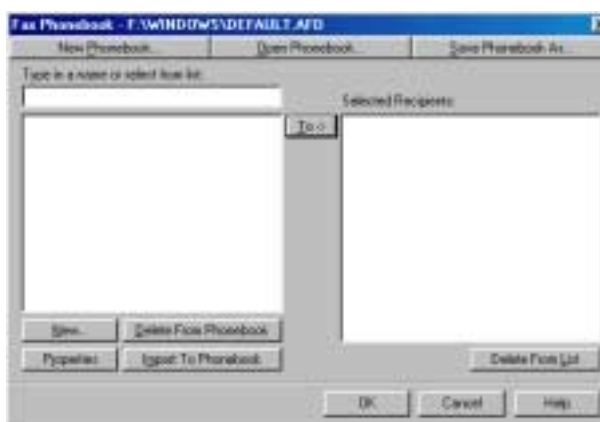 Fax Phonebook - F:\WINDOWS\DEFAULT.AFD
New Phonebook... Open Phonebook... Save Phonebook As...
Type in a name or select from list:
Selected Recipients:
To ->
New... Delete From Phonebook
Properties Import To Phonebook Delete From List
OK Cancel Help